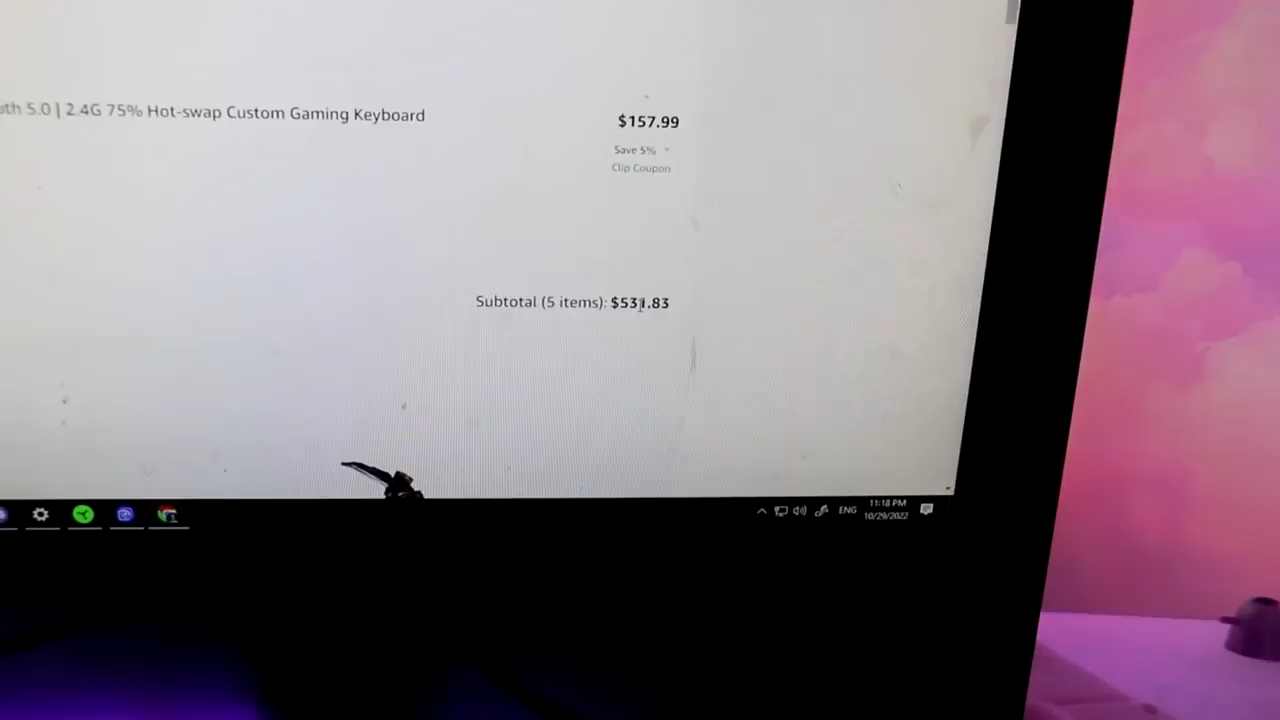 5.0 | 2.4G 75% Hot-swap Custom Gaming Keyboard
$157.99
Save 5%
Clip Coupon
Subtotal (5 items): $531.83
ENG
11:18 PM
10/29/2022